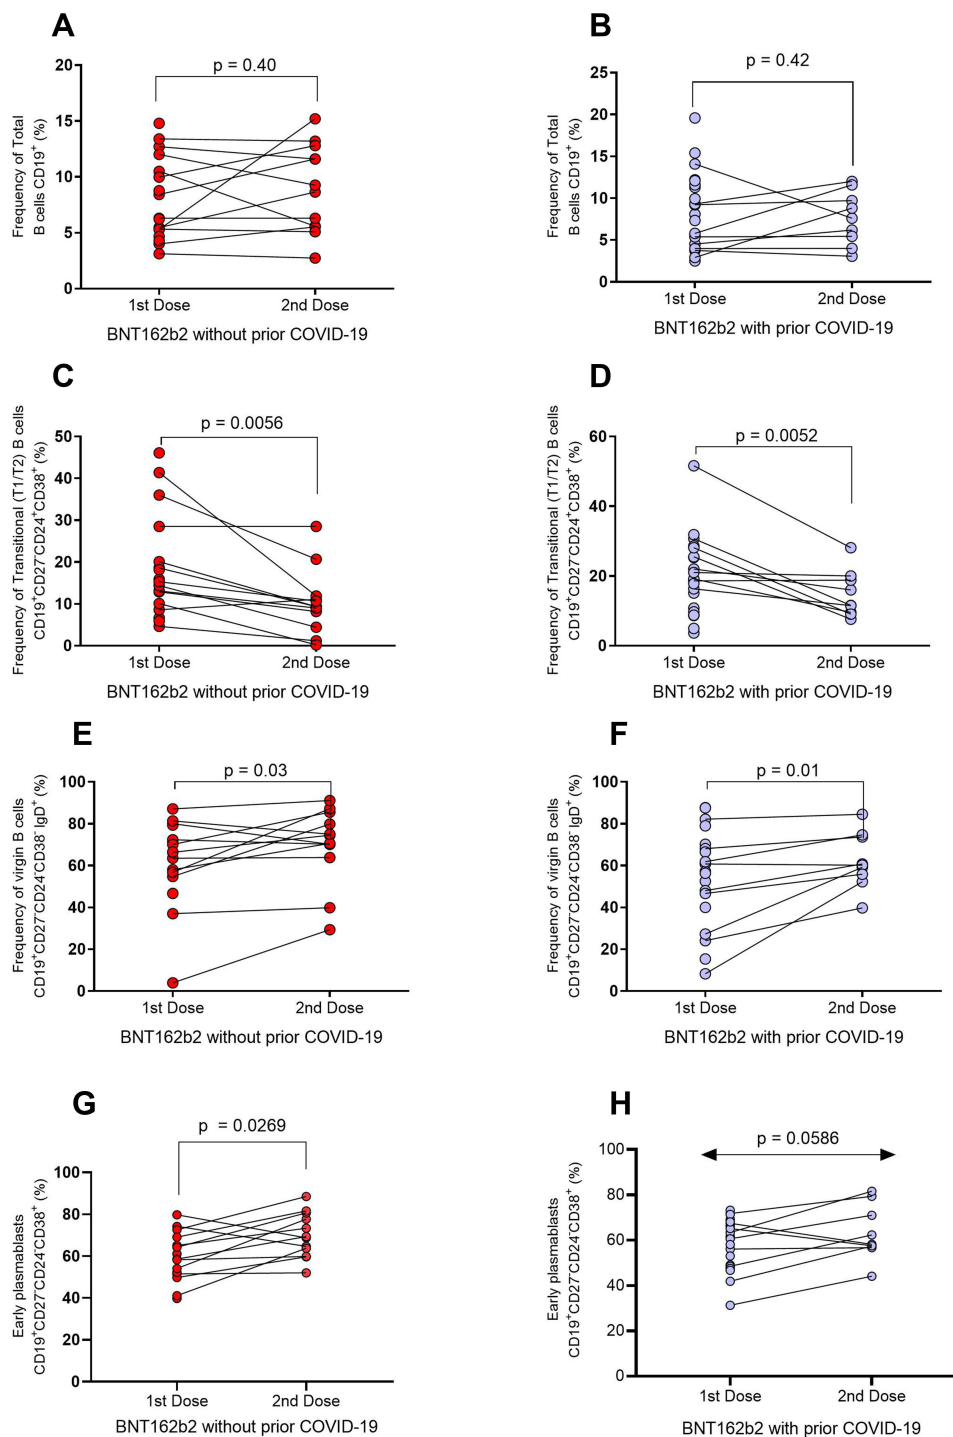 A
p = 0.40
Frequency of Total
B cells CD19+ (%)
20
15
10
5
0
1st Dose 2nd Dose
BNT162b2 without prior COVID-19
B
p = 0.42
Frequency of Total
B cells CD19+ (%)
25
20
15
10
5
0
1st Dose 2nd Dose
BNT162b2 with prior COVID-19
C
p = 0.0056
Frequency of Transitional (T1/T2) B cells
CD19+CD27-CD24+CD38+ (%)
50
40
30
20
10
0
1st Dose 2nd Dose
BNT162b2 without prior COVID-19
D
p = 0.0052
Frequency of Transitional (T1/T2) B cells
CD19+CD27-CD24+CD38+ (%)
60
40
20
0
1st Dose 2nd Dose
BNT162b2 with prior COVID-19
E
p = 0.03
Frequency of virgin B cells
CD19+CD27-CD24-CD38- IgD+ (%)
100
80
60
40
20
0
1st Dose 2nd Dose
BNT162b2 without prior COVID-19
F
p = 0.01
Frequency of virgin B cells
CD19+CD27-CD24-CD38- IgD+ (%)
100
80
60
40
20
0
1st Dose 2nd Dose
BNT162b2 with prior COVID-19
G
p = 0.0269
Early plasmablasts
CD19+CD27-CD24-CD38+ (%)
100
80
60
40
20
0
1st Dose 2nd Dose
BNT162b2 without prior COVID-19
H
p = 0.0586
Early plasmablasts
CD19+CD27-CD24-CD38+ (%)
100
80
60
40
20
0
1st Dose 2nd Dose
BNT162b2 with prior COVID-19